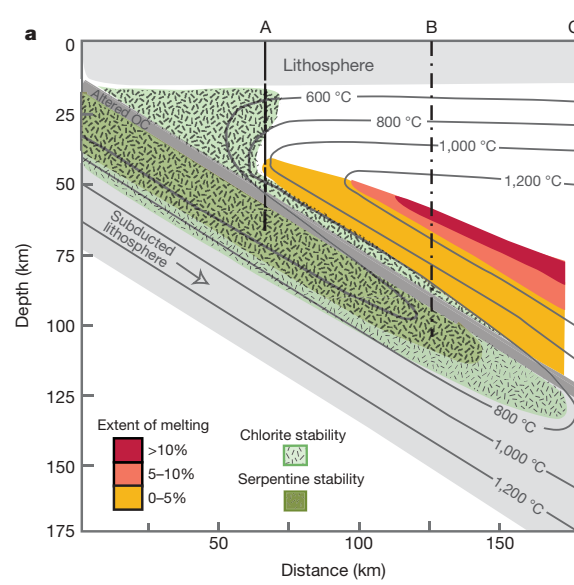 a
A
B
C
0
25
50
75
100
125
150
175
Depth (km)
Lithosphere
600 °C
800 °C
1,000 °C
1,200 °C
Altered OC
Subducted
lithosphere
800 °C
1,000 °C
1,200 °C
Extent of melting
>10%
5–10%
0–5%
Chlorite stability
Serpentine stability
50
100
150
Distance (km)